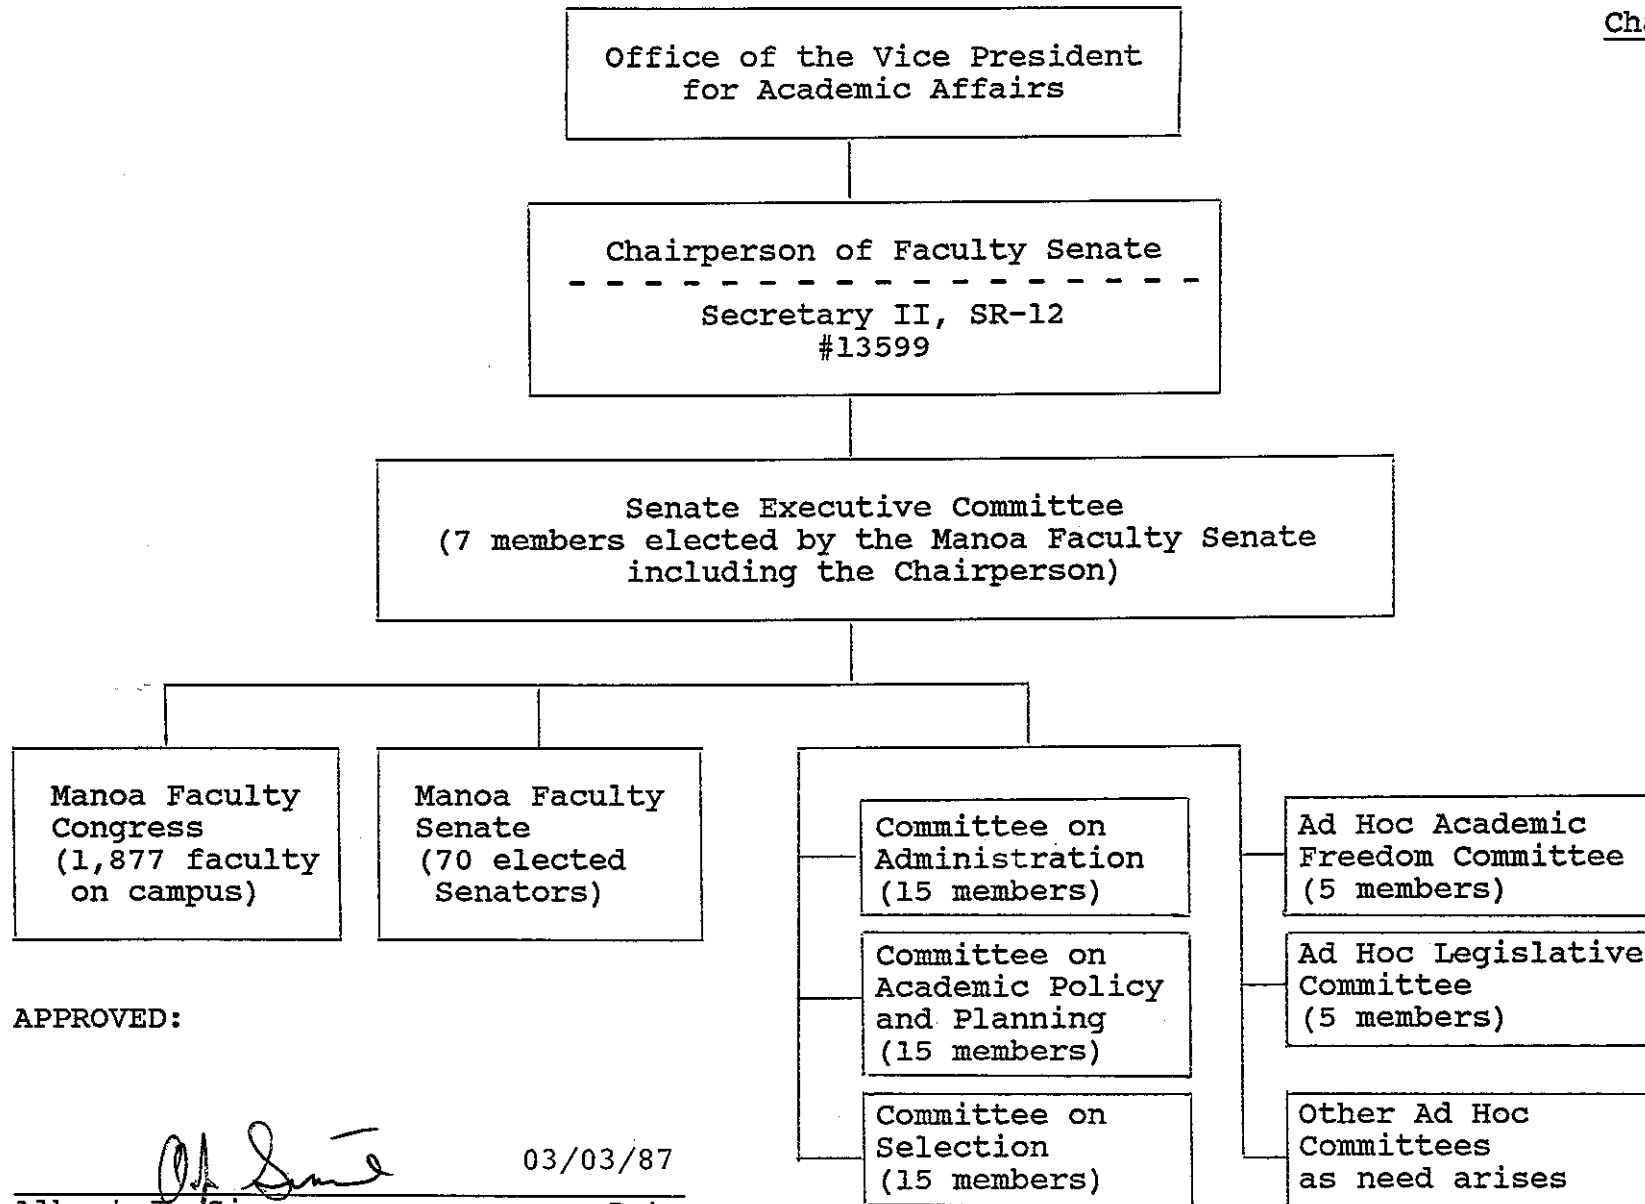 Office of the Vice President
for Academic Affairs
Chairperson of Faculty Senate
Secretary II, SR-12
#13599
Senate Executive Committee
(7 members elected by the Manoa Faculty Senate
including the Chairperson)
Manoa Faculty
Congress
(1,877 faculty
on campus)
Manoa Faculty
Senate
(70 elected
Senators)
Committee on
Administration
(15 members)
Committee on
Academic Policy
and Planning
(15 members)
Committee on
Selection
(15 members)
Ad Hoc Academic
Freedom Committee
(5 members)
Ad Hoc Legislative
Committee
(5 members)
Other Ad Hoc
Committees
as need arises
APPROVED:
03/03/87